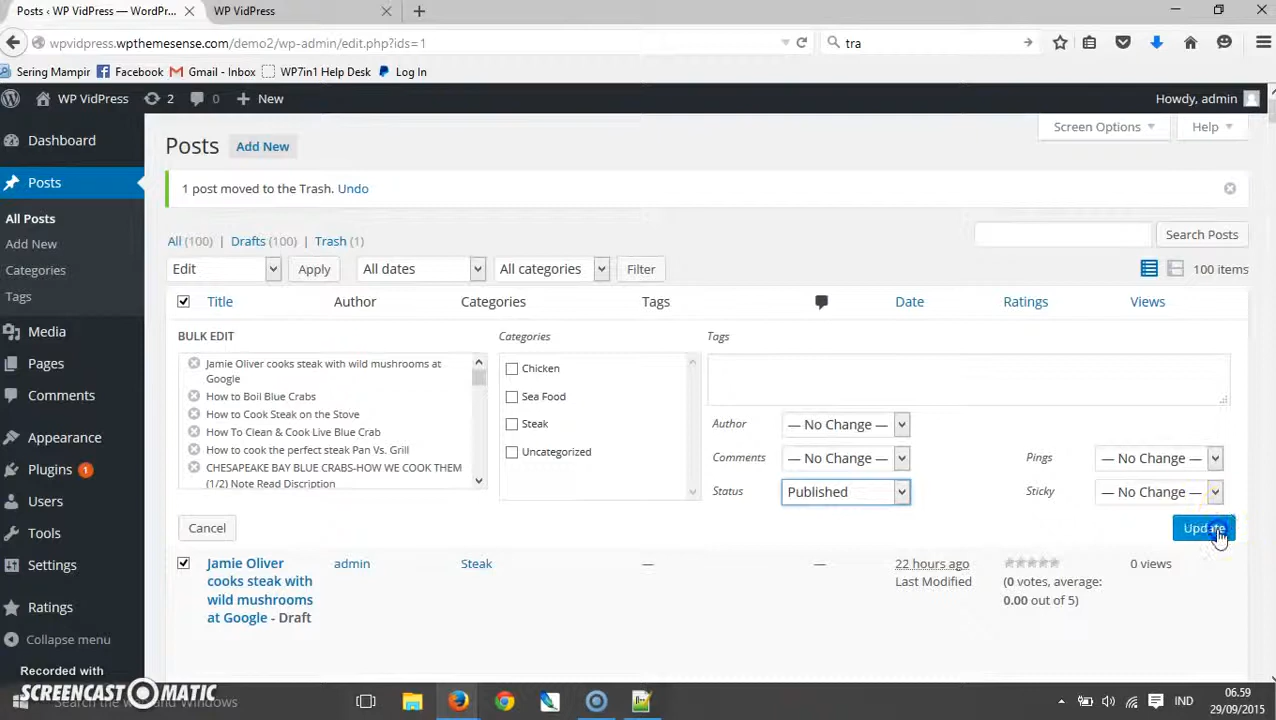 Posts ‹ WP VidPress — WordPr...
WP VidPress
wpvidpress.wpthemesense.com/demo2/wp-admin/edit.php?ids=1
tra
Sering Mampir
Facebook
Gmail - Inbox
WP7in1 Help Desk
Log In
WP VidPress
2
0
New
Howdy, admin
Dashboard
Posts
All Posts
Add New
Categories
Tags
Media
Pages
Comments
Appearance
Plugins 1
Users
Tools
Settings
Ratings
Collapse menu
Posts Add New
Screen Options
Help
1 post moved to the Trash. Undo
All (100) | Drafts (100) | Trash (1)
Search Posts
Edit
Apply
All dates
All categories
Filter
100 items
Title
Author
Categories
Tags
Date
Ratings
Views
BULK EDIT
Jamie Oliver cooks steak with wild mushrooms at
Google
How to Boil Blue Crabs
How to Cook Steak on the Stove
How To Clean & Cook Live Blue Crab
How to cook the perfect steak Pan Vs. Grill
CHESAPEAKE BAY BLUE CRABS-HOW WE COOK THEM
(1/2) Note Read Discription
Categories
Chicken
Sea Food
Steak
Uncategorized
Tags
Author — No Change —
Comments — No Change —
Pings — No Change —
Status Published
Sticky — No Change —
Cancel
Update
Jamie Oliver
cooks steak with
wild mushrooms
at Google - Draft
admin
Steak
—
—
22 hours ago
Last Modified
(0 votes, average:
0.00 out of 5)
0 views
Recorded with
SCREENCAST-O-MATIC
Search the web and Windows
IND
06.59
29/09/2015